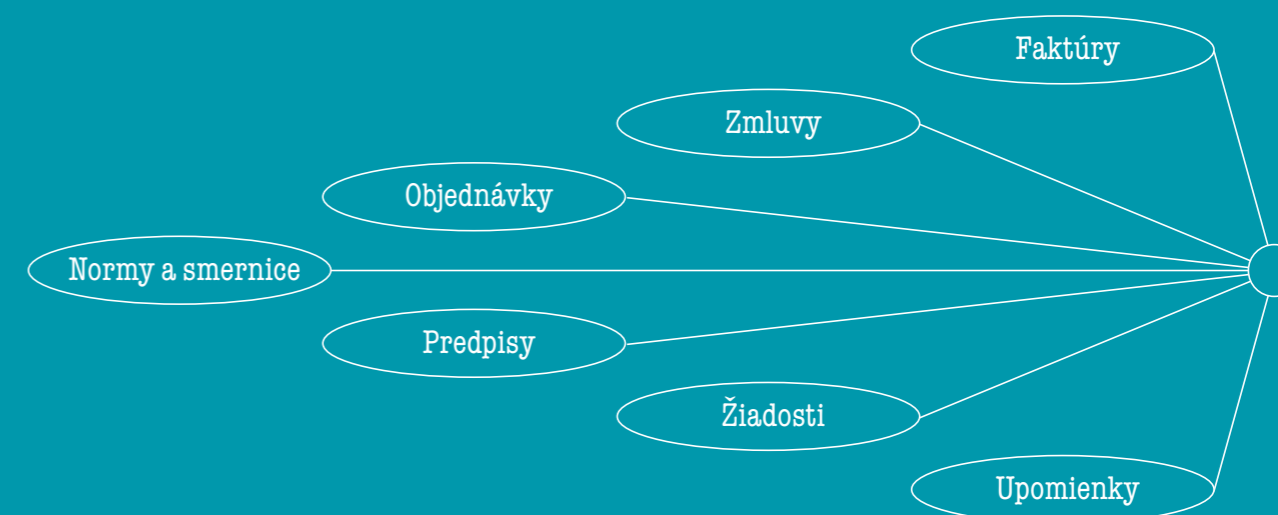 Faktúry
Zmluvy
Objednávky
Normy a smernice
Predpisy
Žiadosti
Upomienky